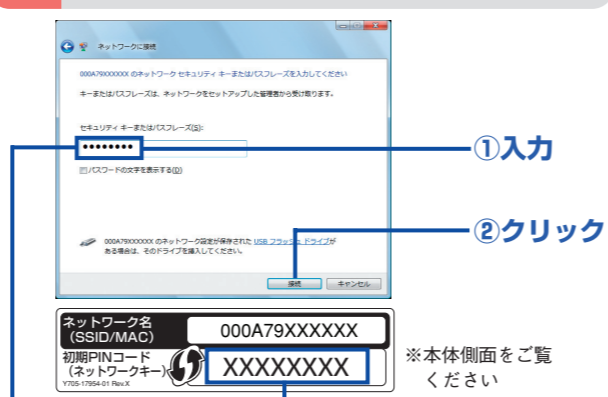 ネットワークに接続
000A79XXXXXX のネットワーク セキュリティ キーまたはパスフレーズを入力してください
キーまたはパスフレーズは、ネットワークをセットアップした管理者から受け取ります。
セキュリティ キーまたはパスフレーズ(S):
●●●●●●●●
①入力
パスワードの文字を表示する(D)
000A79XXXXXX のネットワーク設定が保存された USB フラッシュ ドライブが
ある場合は、そのドライブを挿入してください。
②クリック
接続 キャンセル
ネットワーク名
（SSID/MAC）
000A79XXXXXX
初期PINコード
（ネットワークキー）
XXXXXXXX
Y705-17954-01 Rev.X
※本体側面をご覧
ください